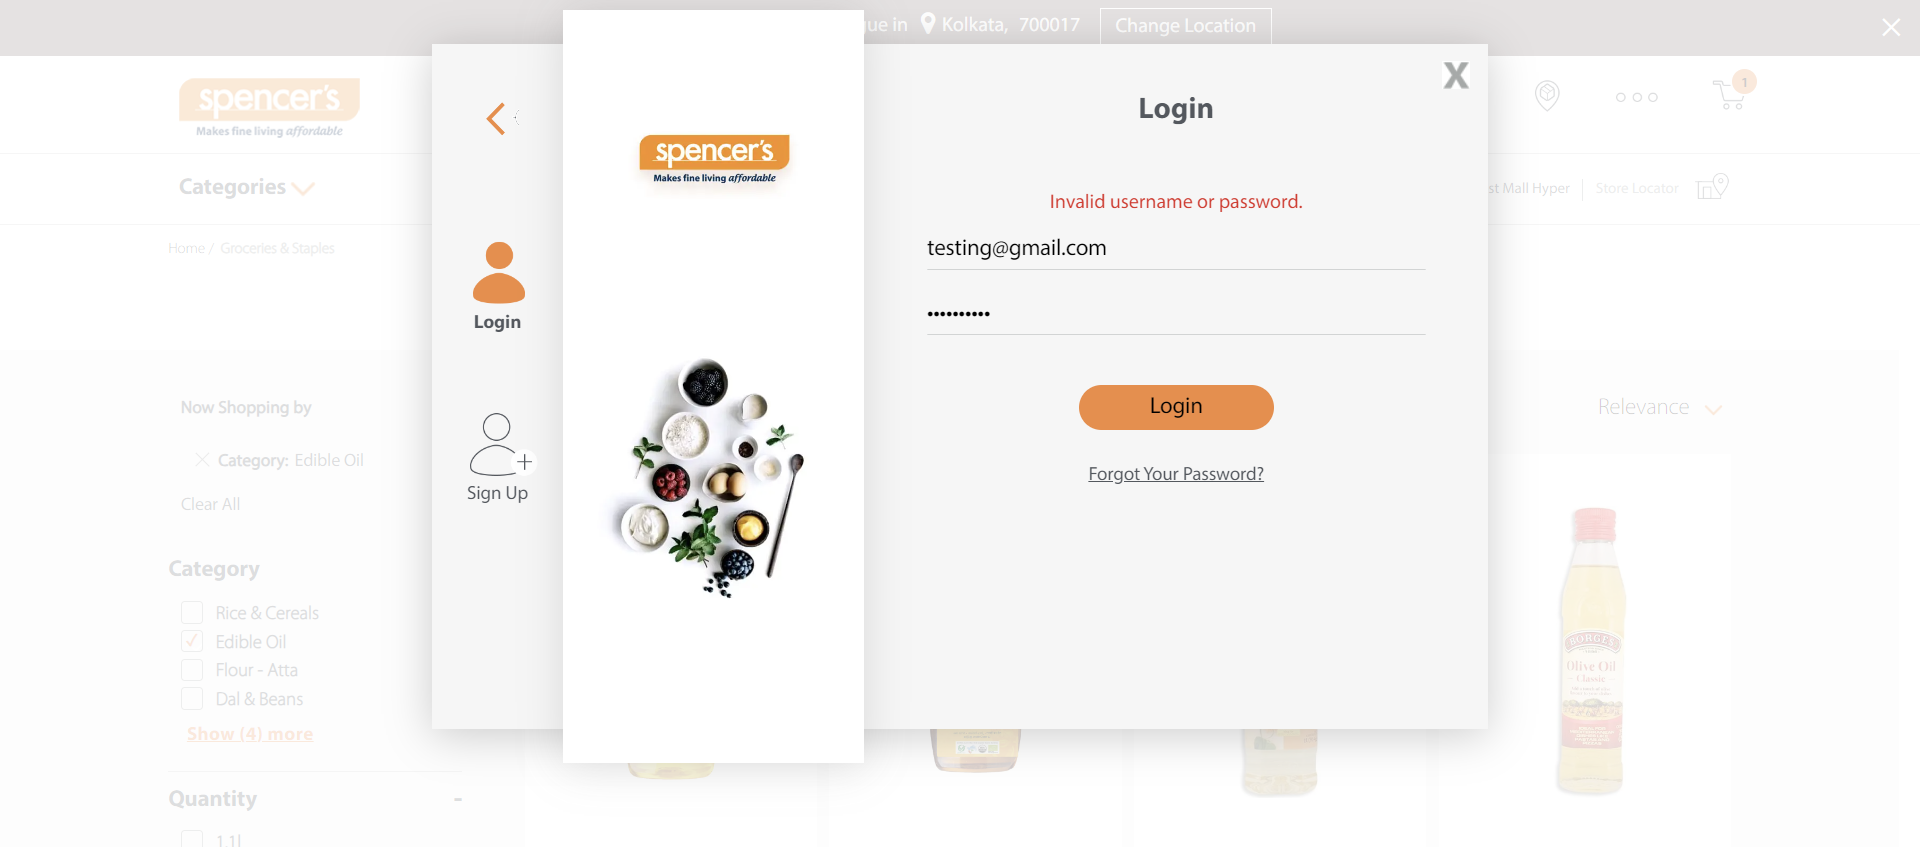 gue in Kolkata, 700017 Change Location
spencer's
Makes fine living affordable
1
Categories
st Mall Hyper Store Locator
Home / Groceries & Staples
Now Shopping by
Category: Edible Oil
Clear All
Category
Rice & Cereals
Edible Oil
Flour - Atta
Dal & Beans
Show (4) more
Quantity -
1.1l
Login
Sign Up
spencer's
Makes fine living affordable
X
Login
Invalid username or password.
testing@gmail.com
••••••••••
Login
Forgot Your Password?
Relevance
BORGES
Olive Oil
Classic